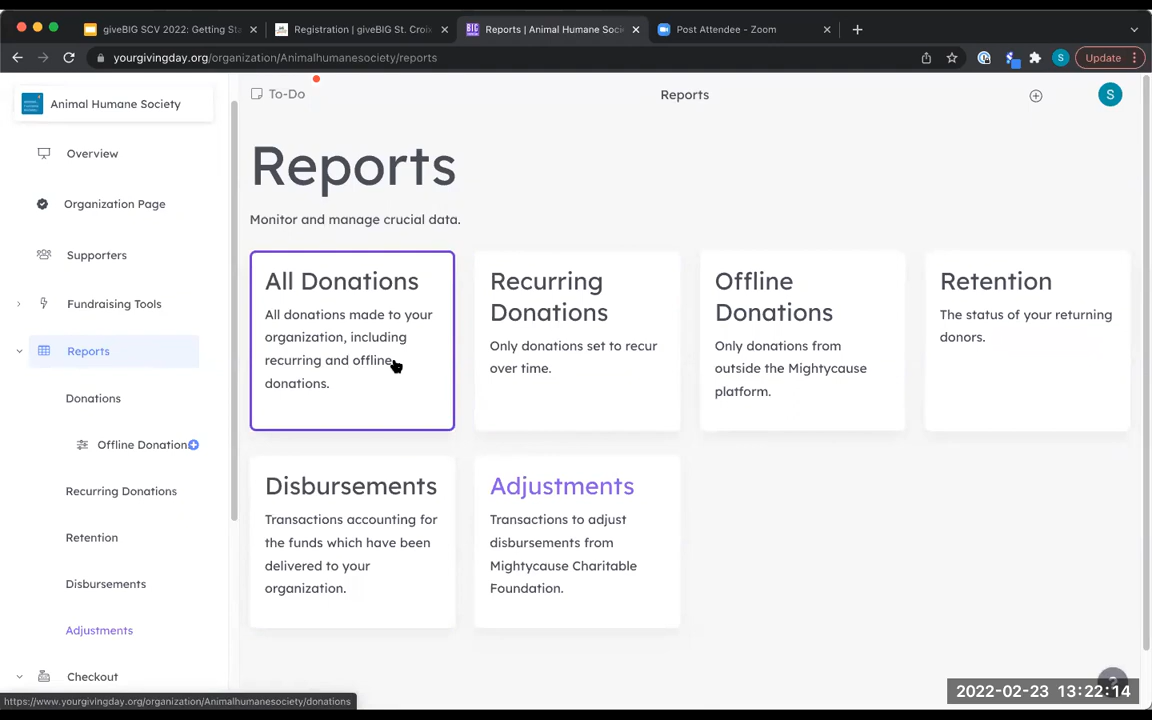 giveBIG SCV 2022: Getting Sta
Registration | giveBIG St. Croix
Reports | Animal Humane Socie
Post Attendee - Zoom
yourgivingday.org/organization/Animalhumanesociety/reports
S
Update
Animal Humane Society
To-Do
Reports
S
Overview
Organization Page
Supporters
Fundraising Tools
Reports
Donations
Offline Donation
Recurring Donations
Retention
Disbursements
Adjustments
Checkout
Reports
Monitor and manage crucial data.
All Donations
All donations made to your
organization, including
recurring and offline
donations.
Recurring
Donations
Only donations set to recur
over time.
Offline
Donations
Only donations from
outside the Mightycause
platform.
Retention
The status of your returning
donors.
Disbursements
Transactions accounting for
the funds which have been
delivered to your
organization.
Adjustments
Transactions to adjust
disbursements from
Mightycause Charitable
Foundation.
?
2022-02-23 13:22:14
https://www.yourgivingday.org/organization/Animalhumanesociety/donations